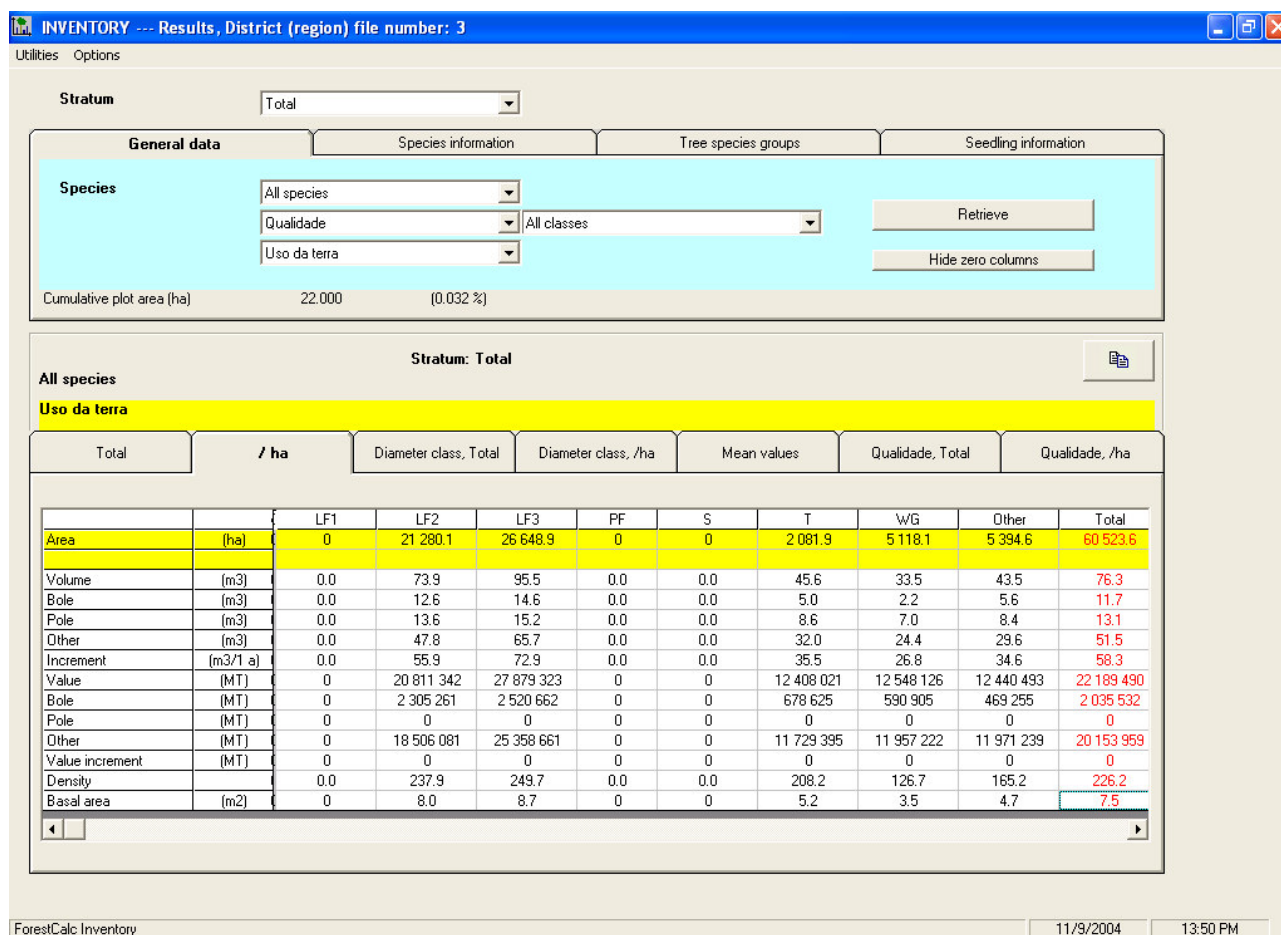 INVENTORY --- Results, District (region) file number: 3
Utilities Options
Stratum Total
General data Species information Tree species groups Seedling information
Species All species
Qualidade All classes Retrieve
Uso da terra Hide zero columns
Cumulative plot area (ha) 22.000 (0.032 %)
Stratum: Total
All species
Uso da terra
Total / ha Diameter class, Total Diameter class, /ha Mean values Qualidade, Total Qualidade, /ha
LF1 LF2 LF3 PF S T WG Other Total
Area (ha) 0 21 280.1 26 648.9 0 0 2 081.9 5 118.1 5 394.6 60 523.6
Volume (m3) 0.0 73.9 95.5 0.0 0.0 45.6 33.5 43.5 76.3
Bole (m3) 0.0 12.6 14.6 0.0 0.0 5.0 2.2 5.6 11.7
Pole (m3) 0.0 13.6 15.2 0.0 0.0 8.6 7.0 8.4 13.1
Other (m3) 0.0 47.8 65.7 0.0 0.0 32.0 24.4 29.6 51.5
Increment (m3/1 a) 0.0 55.9 72.9 0.0 0.0 35.5 26.8 34.6 58.3
Value (MT) 0 20 811 342 27 879 323 0 0 12 408 021 12 548 126 12 440 493 22 189 490
Bole (MT) 0 2 305 261 2 520 662 0 0 678 625 590 905 469 255 2 035 532
Pole (MT) 0 0 0 0 0 0 0 0 0
Other (MT) 0 18 506 081 25 358 661 0 0 11 729 395 11 957 222 11 971 239 20 153 959
Value increment (MT) 0 0 0 0 0 0 0 0 0
Density 0.0 237.9 249.7 0.0 0.0 208.2 126.7 165.2 226.2
Basal area (m2) 0 8.0 8.7 0 0 5.2 3.5 4.7 7.5
ForestCalc Inventory 11/9/2004 13:50 PM